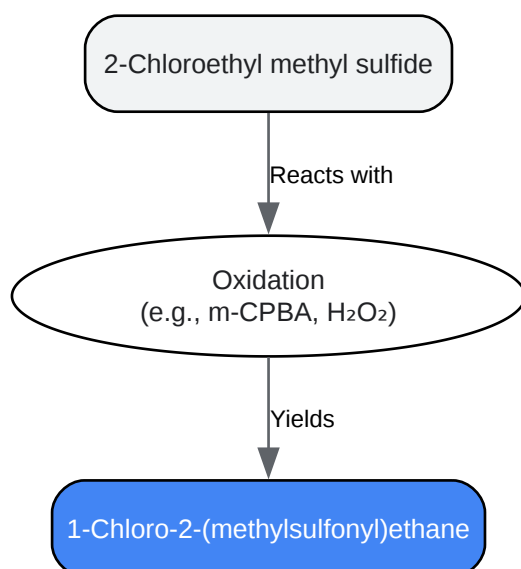 2-Chloroethyl methyl sulfide
Reacts with
Oxidation
(e.g., m-CPBA, H₂O₂)
Yields
1-Chloro-2-(methylsulfonyl)ethane